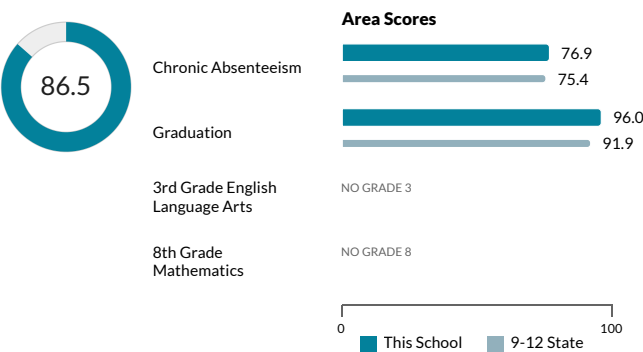 Area Scores
86.5
Chronic Absenteeism
76.9
75.4
Graduation
96.0
91.9
3rd Grade English
Language Arts
NO GRADE 3
8th Grade
Mathematics
NO GRADE 8
0
100
This School
9-12 State